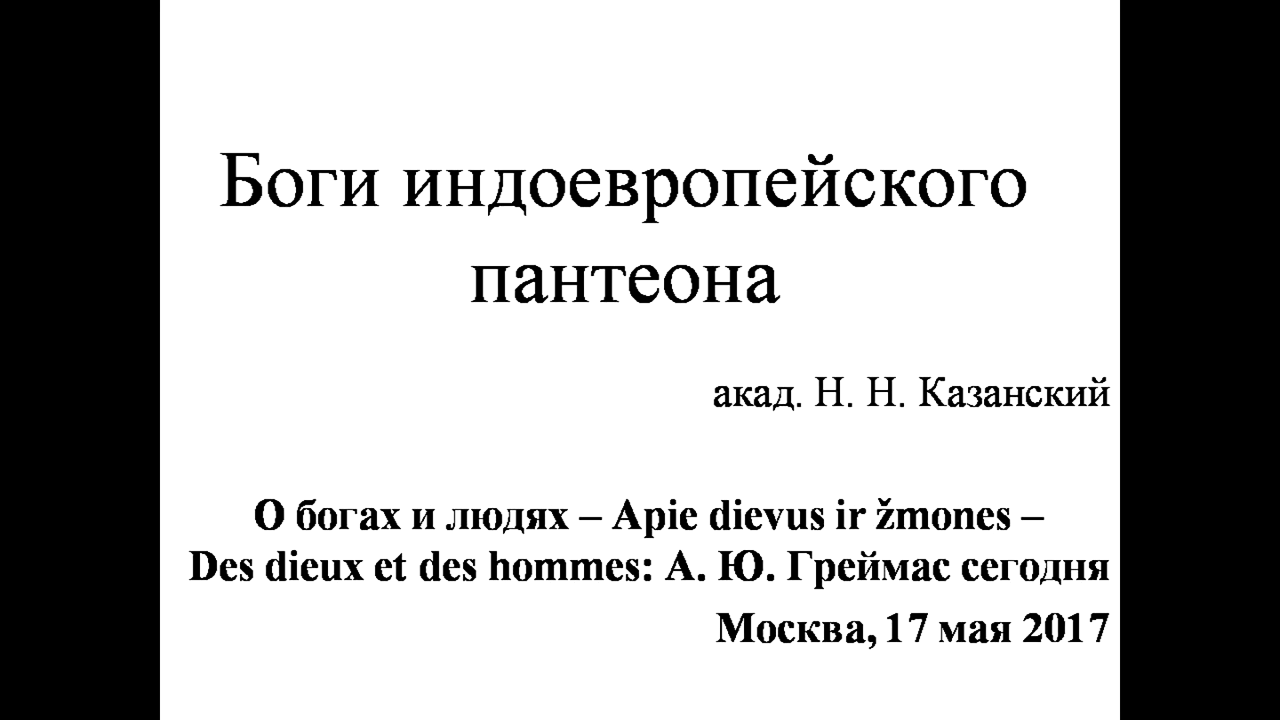 Боги индоевропейского
пантеона
акад. Н. Н. Казанский
О богах и людях – Apie dievus ir žmones –
Des dieux et des hommes: А. Ю. Греймас сегодня
Москва, 17 мая 2017